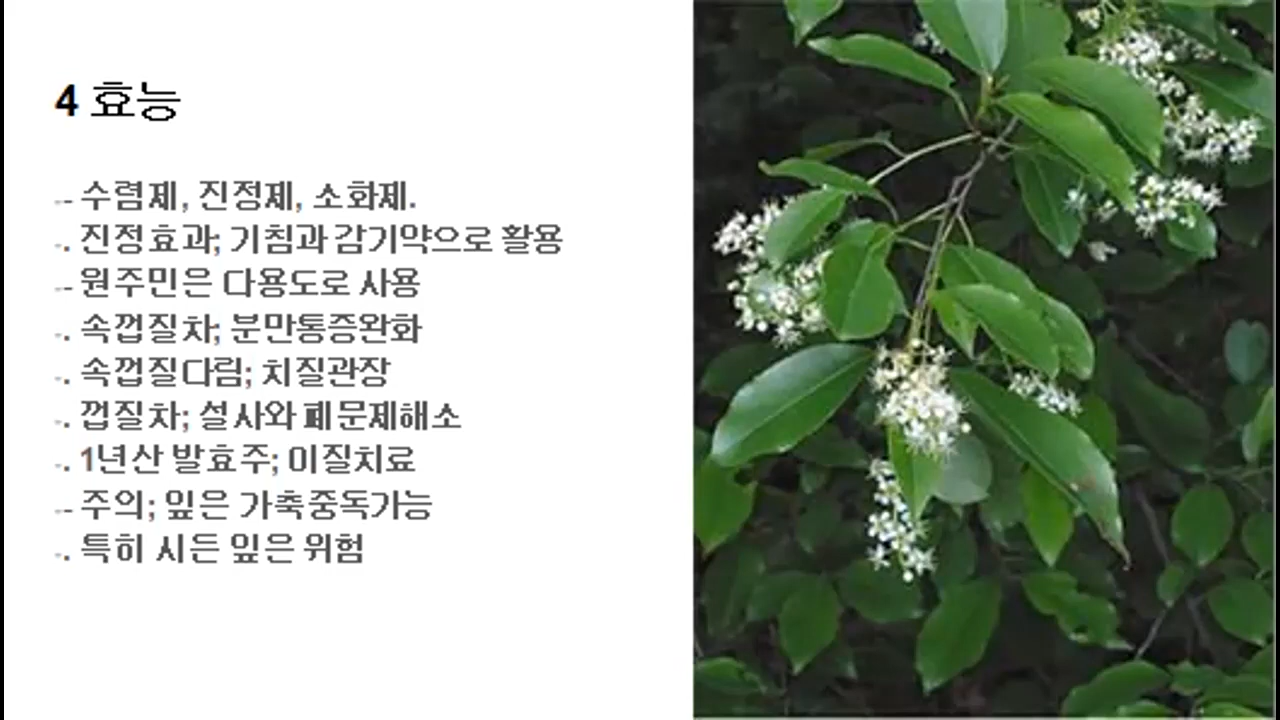 4 효능
-- 수렴제, 진정제, 소화제.
-. 진정효과; 기침과 감기약으로 활용
-- 원주민은 다용도로 사용
-. 속껍질차; 분만통증완화
-. 속껍질다림; 치질관장
-. 껍질차; 설사와 폐문제해소
-. 1년산 발효주; 이질치료
-- 주의; 잎은 가축중독가능
-. 특히 시든 잎은 위험